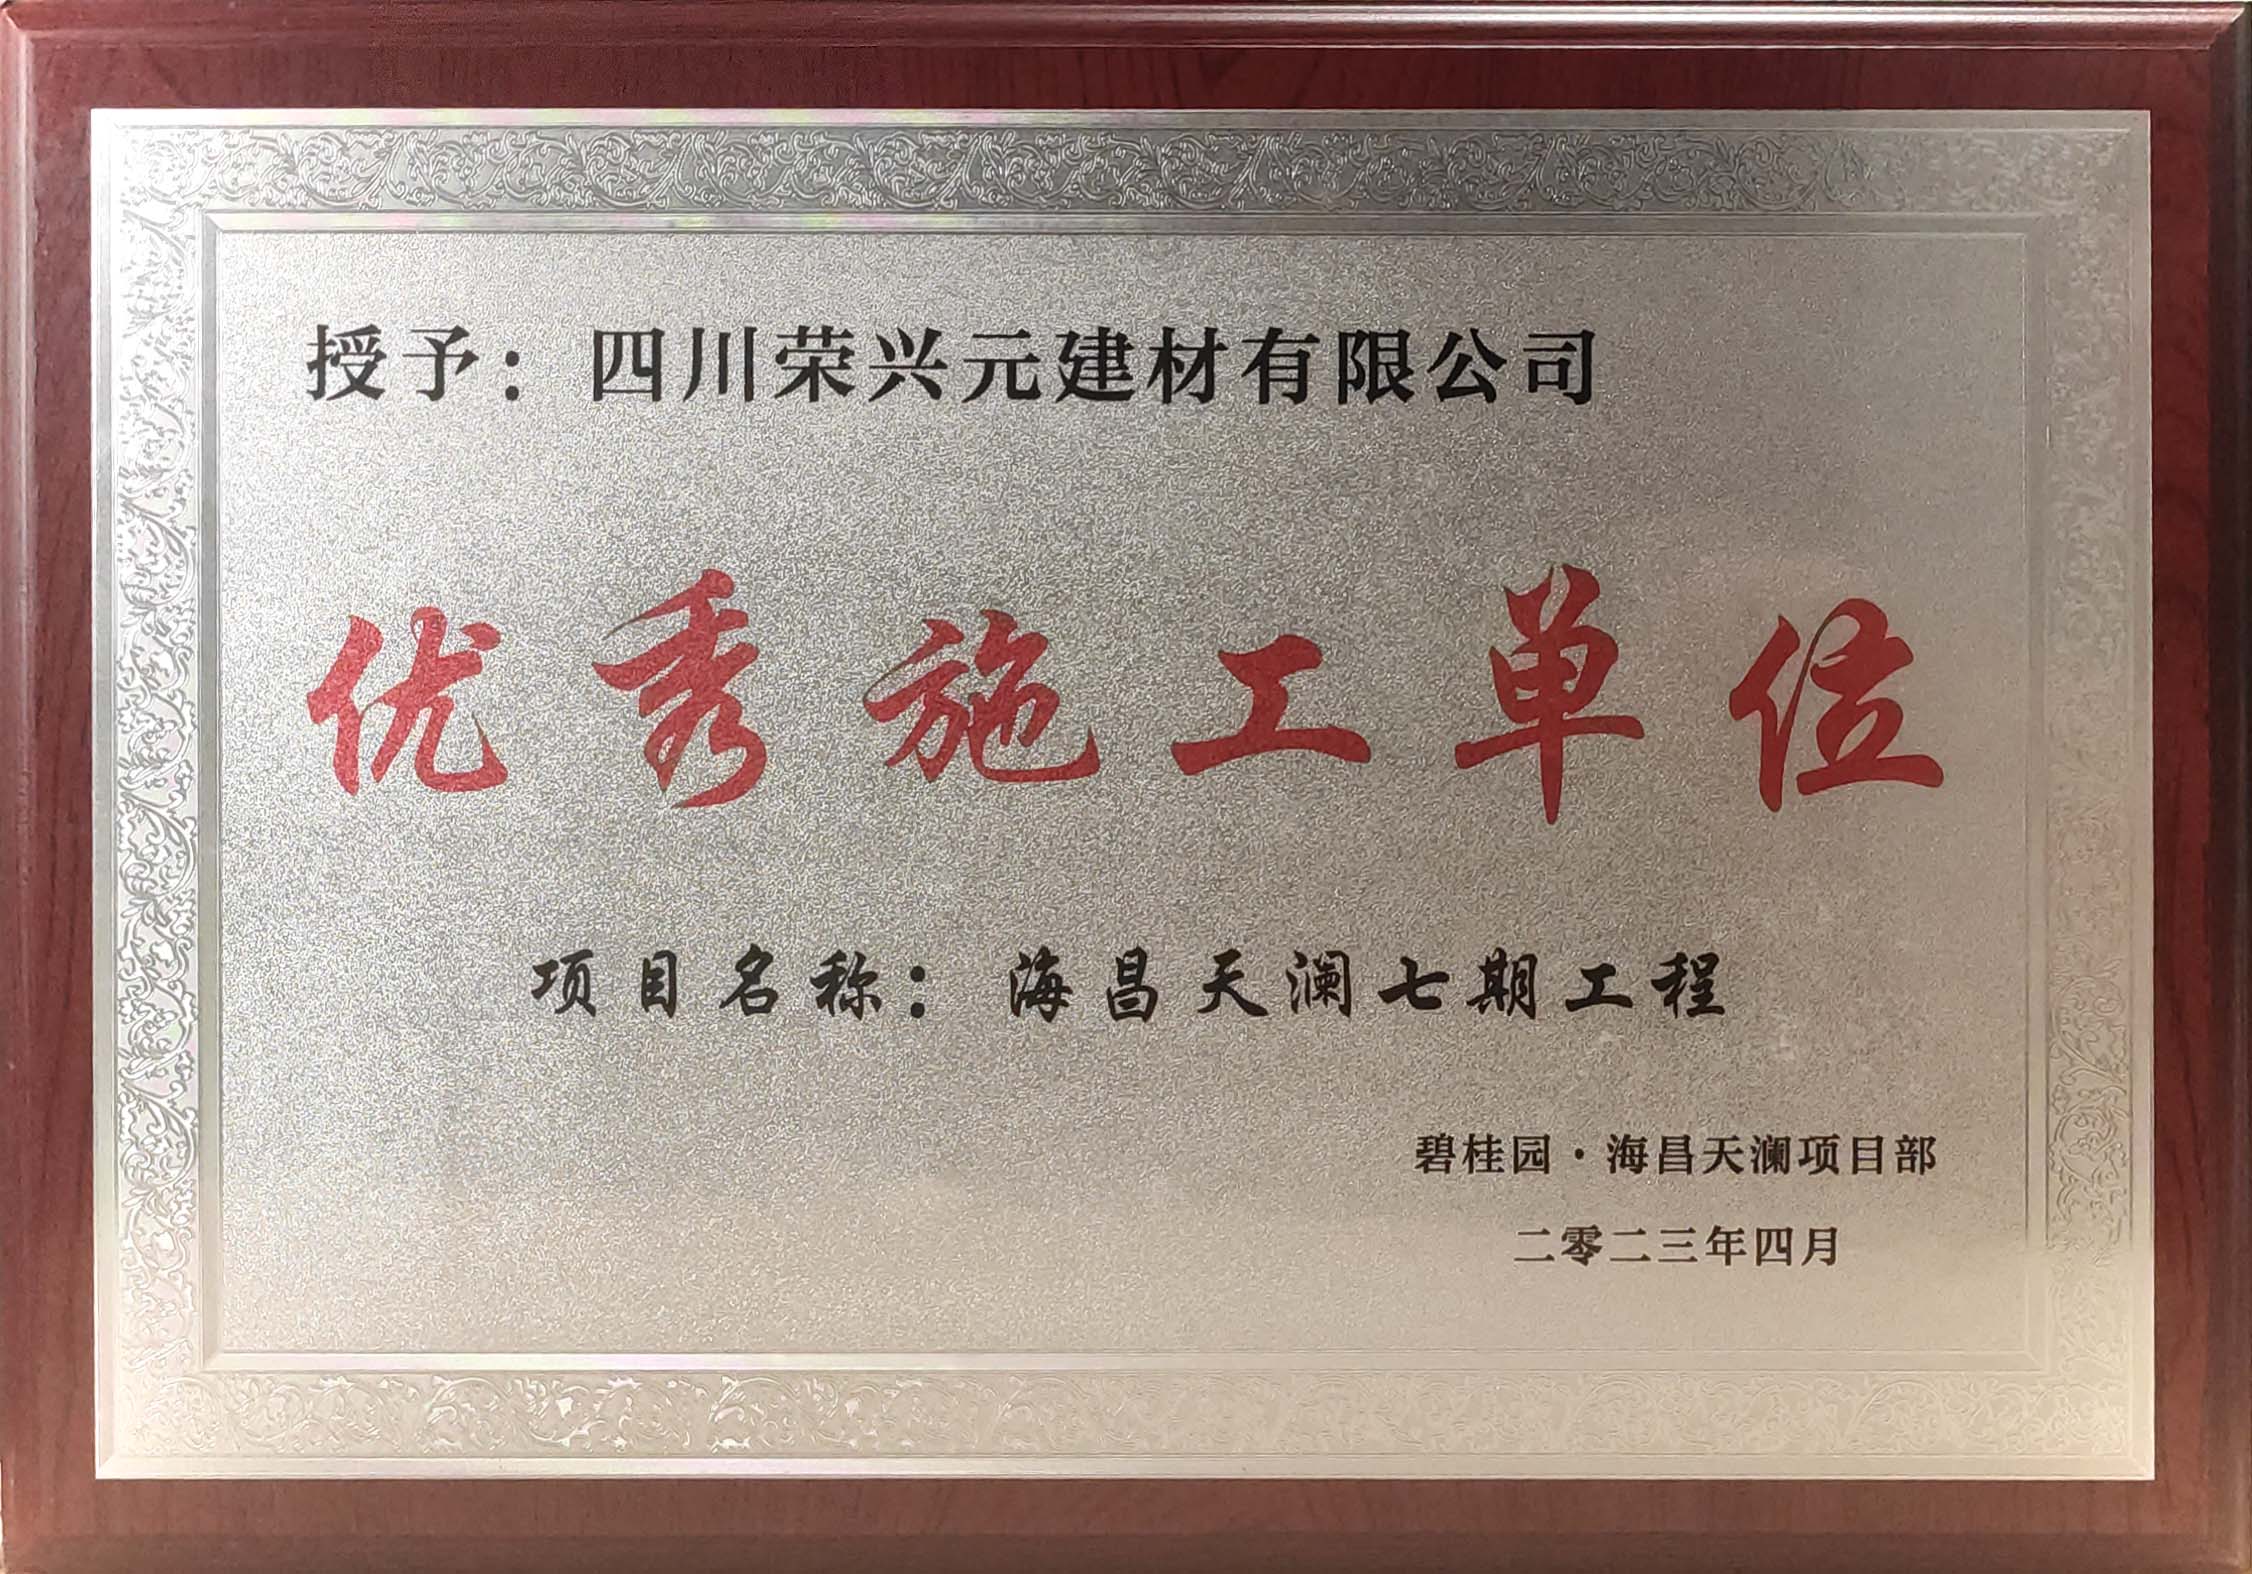 授予：四川荣兴元建材有限公司
优秀施工单位
项目名称：海昌天澜七期工程
碧桂园·海昌天澜项目部
二零二三年四月